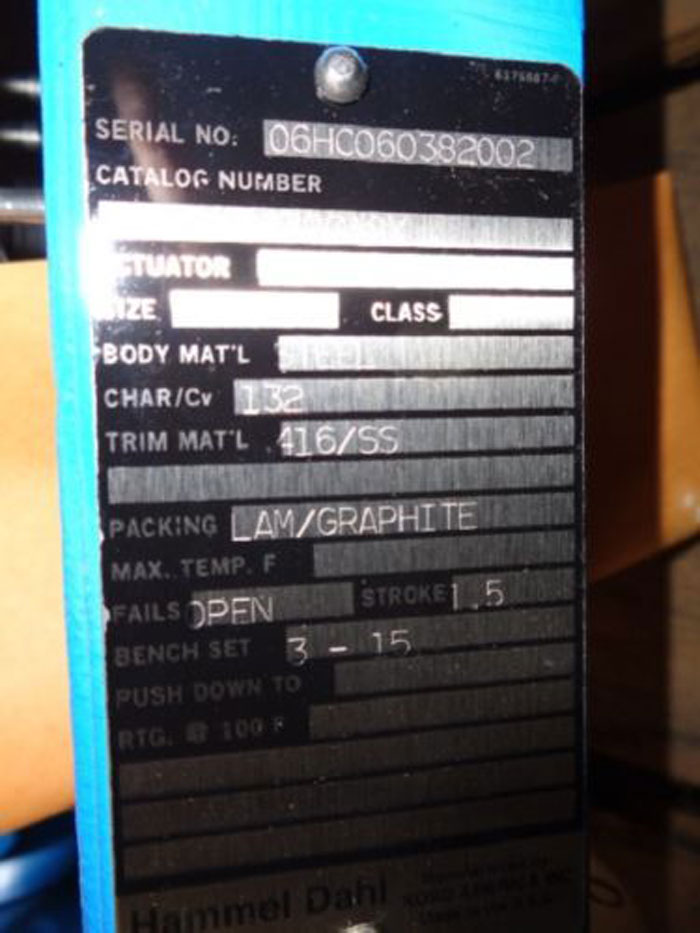 SERIAL NO: 06HC060382002
CATALOG NUMBER
CTUATOR
SIZE CLASS
BODY MAT'L
CHAR/Cv 132
TRIM MAT'L 416/SS
PACKING LAM/GRAPHITE
MAX. TEMP. F
FAILS OPEN STROKE 1.5
BENCH SET 3 - 15
PUSH DOWN TO
RTG. @ 100 F
Hammel Dahl